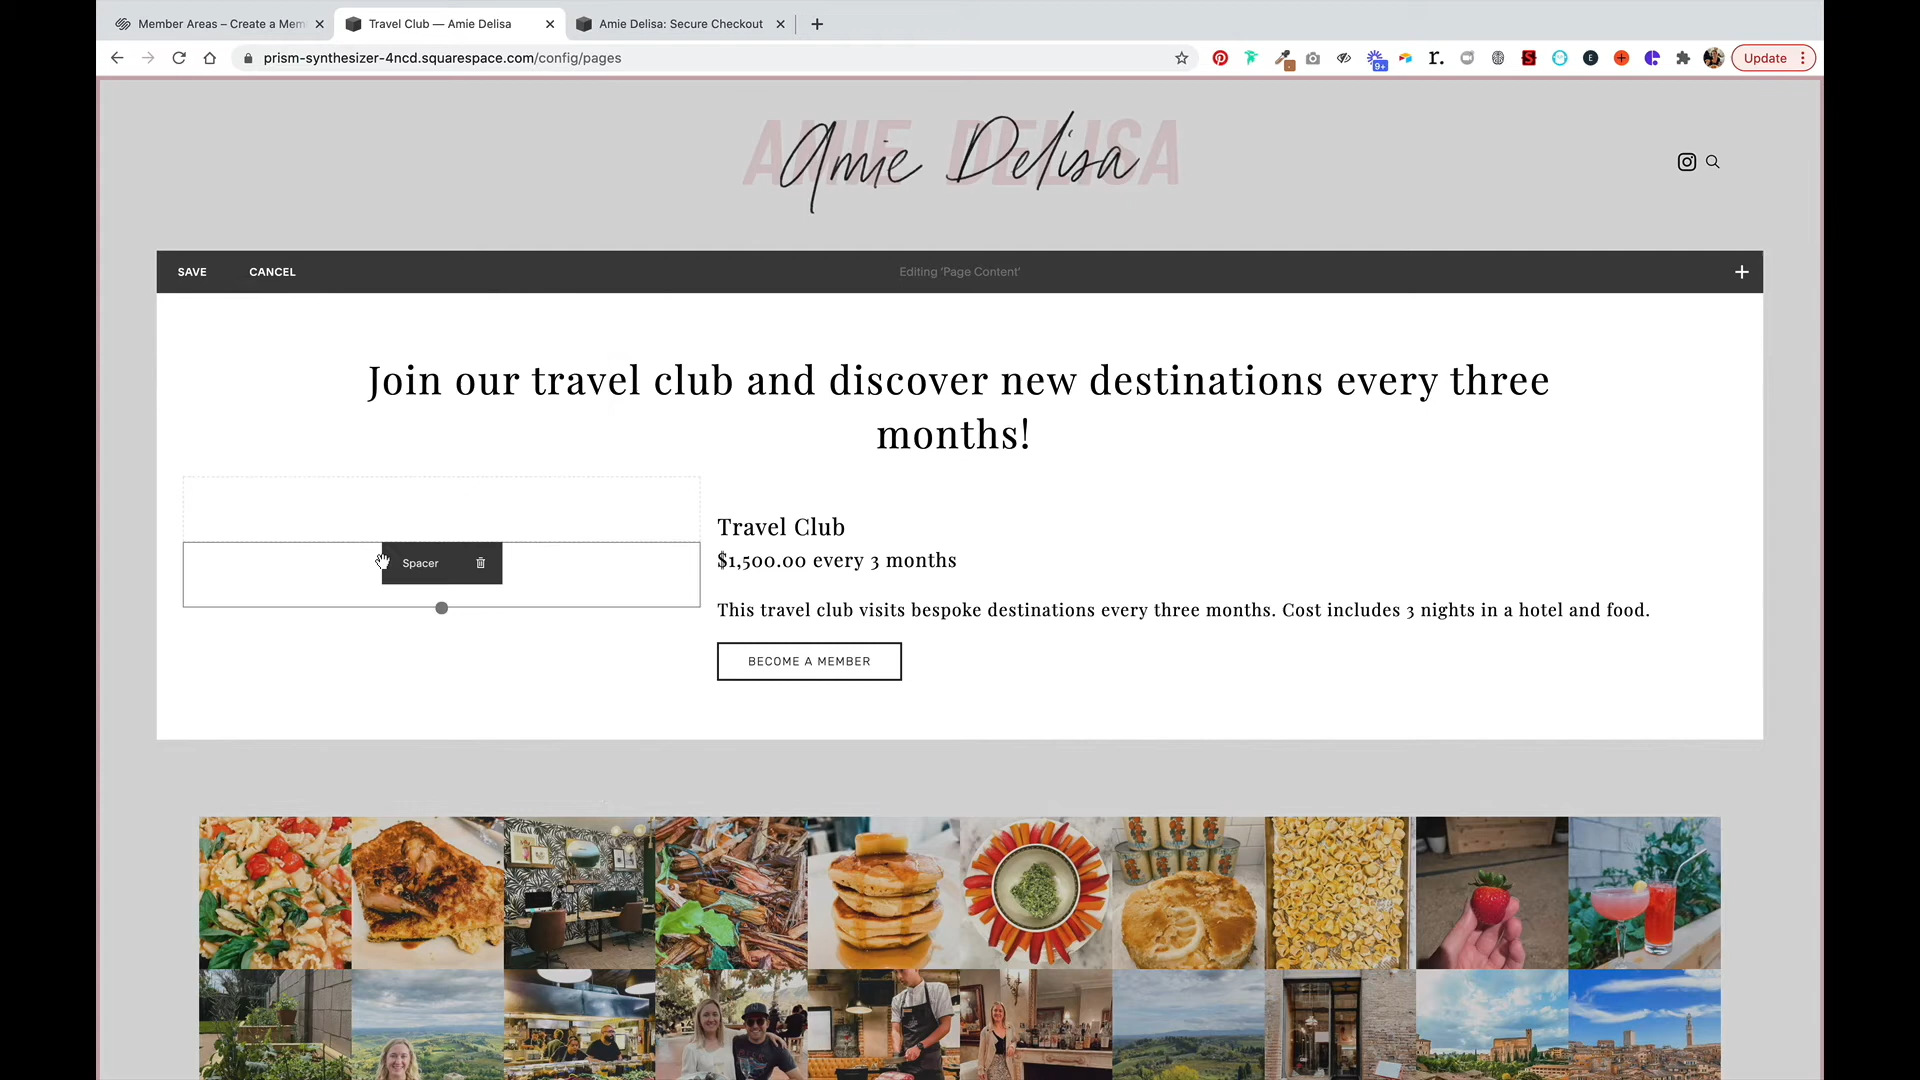 Member Areas – Create a Mem
Travel Club — Amie Delisa
Amie Delisa: Secure Checkout
prism-synthesizer-4ncd.squarespace.com/config/pages
9+
r.
S
E
Update
AMIE DELISA
Amie Delisa
SAVE
CANCEL
Editing 'Page Content'
Join our travel club and discover new destinations every three
months!
Spacer
Travel Club
$1,500.00 every 3 months
This travel club visits bespoke destinations every three months. Cost includes 3 nights in a hotel and food.
BECOME A MEMBER